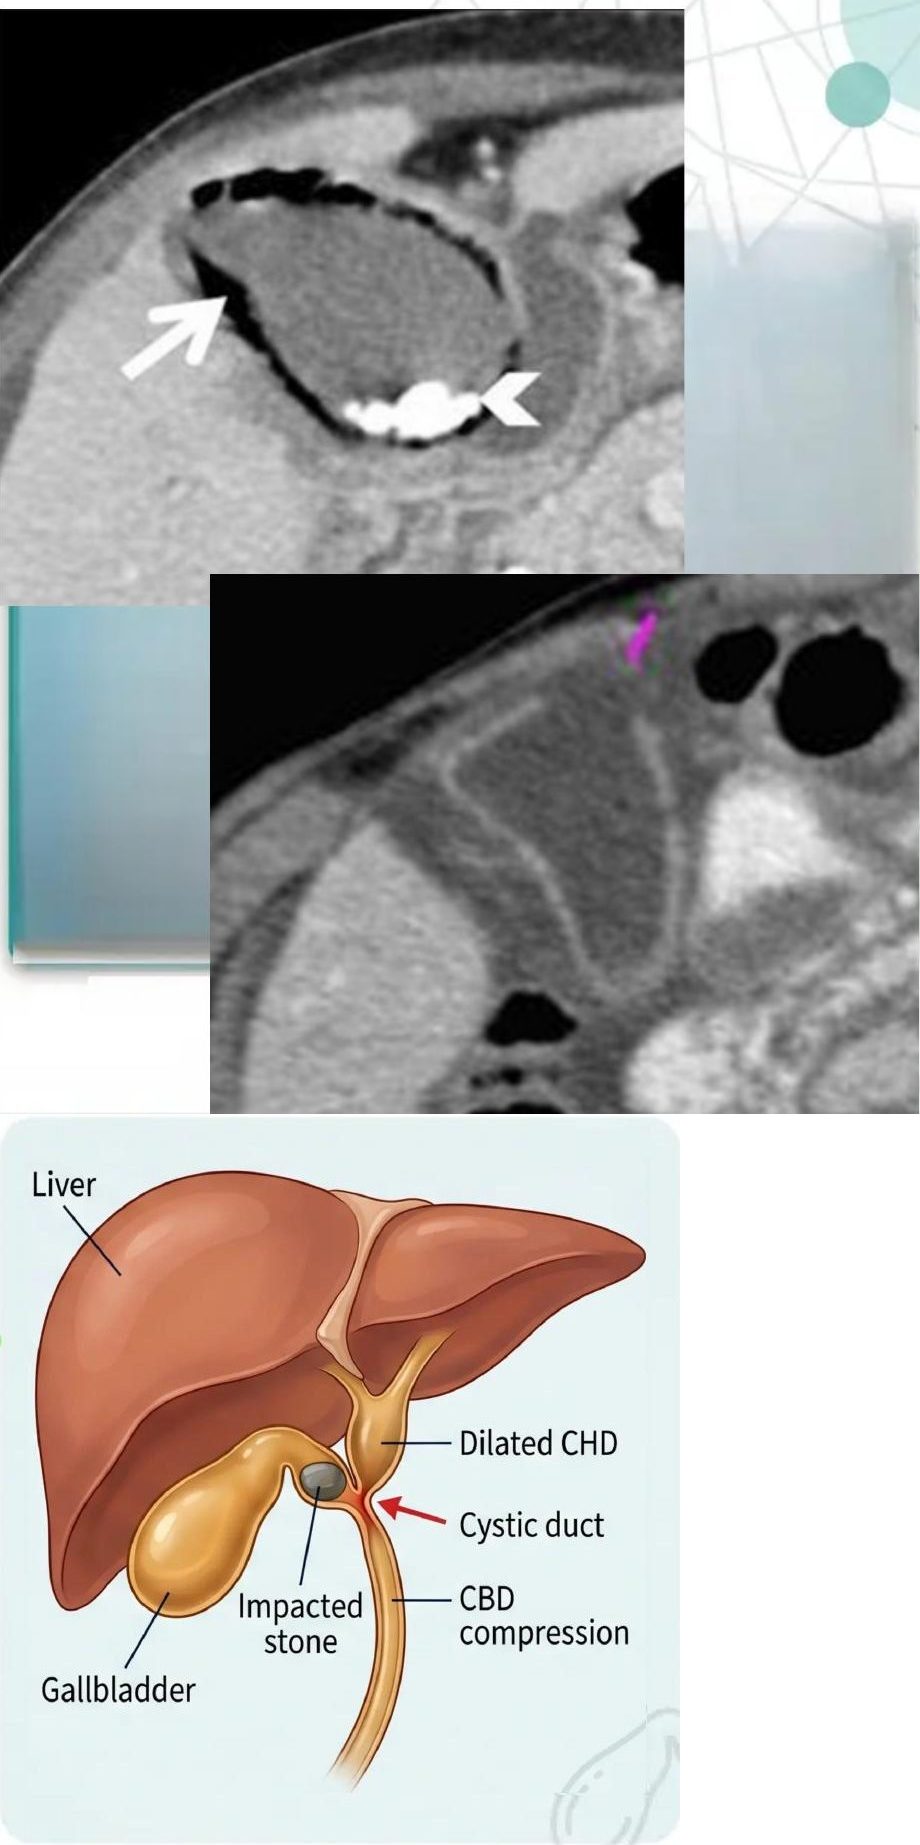 Liver
Dilated CHD
Cystic duct
CBD
compression
Impacted
stone
Gallbladder